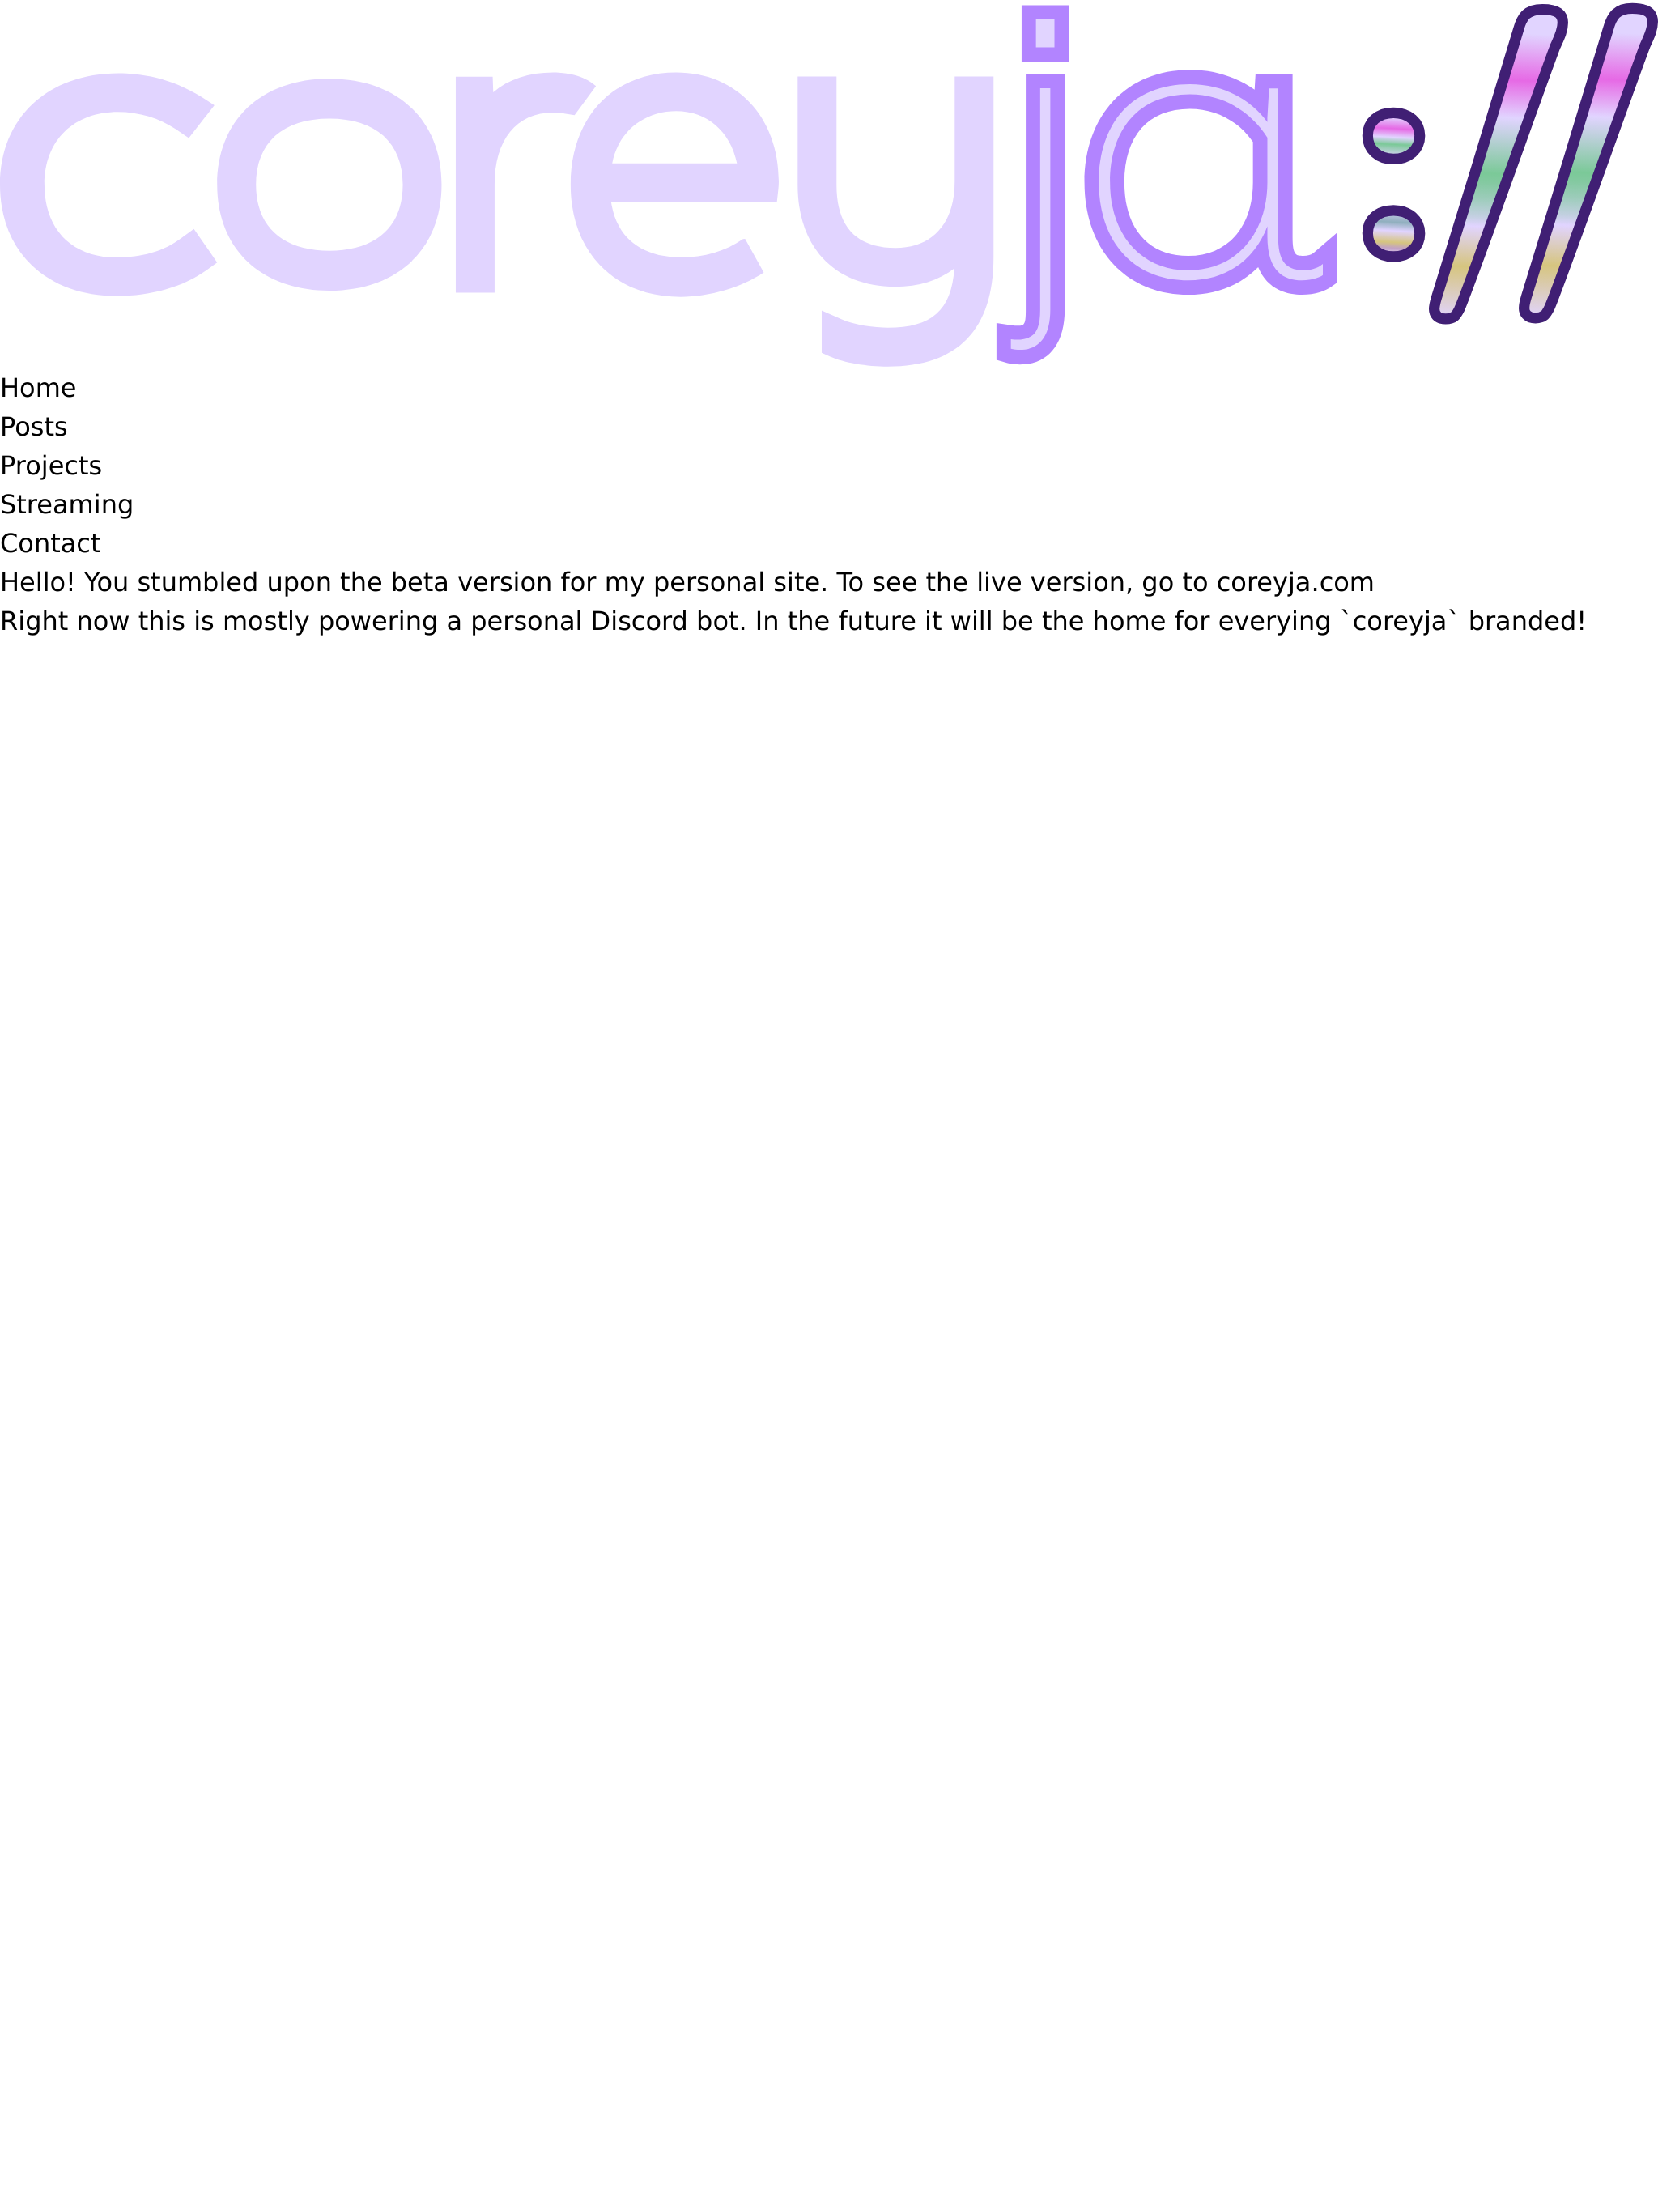 coreyja://
Home
Posts
Projects
Streaming
Contact
Hello! You stumbled upon the beta version for my personal site. To see the live version, go to coreyja.com
Right now this is mostly powering a personal Discord bot. In the future it will be the home for everying `coreyja` branded!